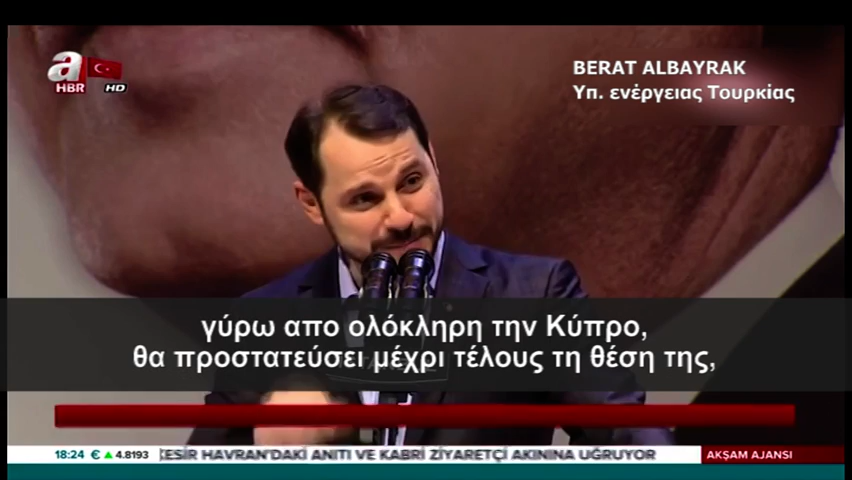 a
HBR
HD
BERAT ALBAYRAK
Υπ. ενέργειας Τουρκίας
γύρω απο ολόκληρη την Κύπρο,
θα προστατεύσει μέχρι τέλους τη θέση της,
18:24 € ▲ 4.8193 KESİR HAVRAN'DAKİ ANITI VE KABRİ ZİYARETÇİ AKININA UĞRUYOR AKŞAM AJANSI